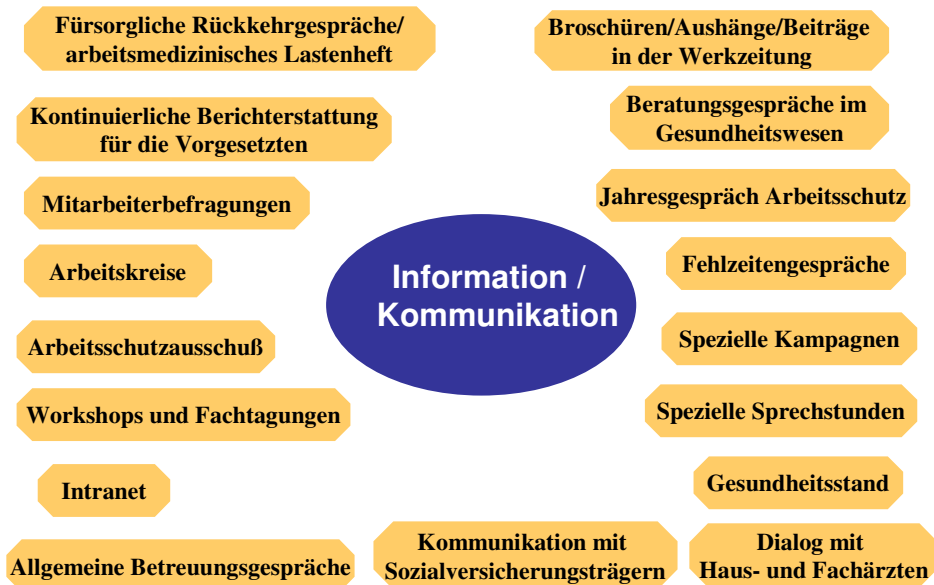 Fürsorgliche Rückkehrgespräche/
arbeitsmedizinisches Lastenheft
Kontinuierliche Berichterstattung
für die Vorgesetzten
Mitarbeiterbefragungen
Arbeitskreise
Arbeitsschutzausschuß
Workshops und Fachtagungen
Intranet
Allgemeine Betreuungsgespräche
Information /
Kommunikation
Kommunikation mit
Sozialversicherungsträgern
Broschüren/Aushänge/Beiträge
in der Werkzeitung
Beratungsgespräche im
Gesundheitswesen
Jahresgespräch Arbeitsschutz
Fehlzeitengespräche
Spezielle Kampagnen
Spezielle Sprechstunden
Gesundheitsstand
Dialog mit
Haus- und Fachärzten